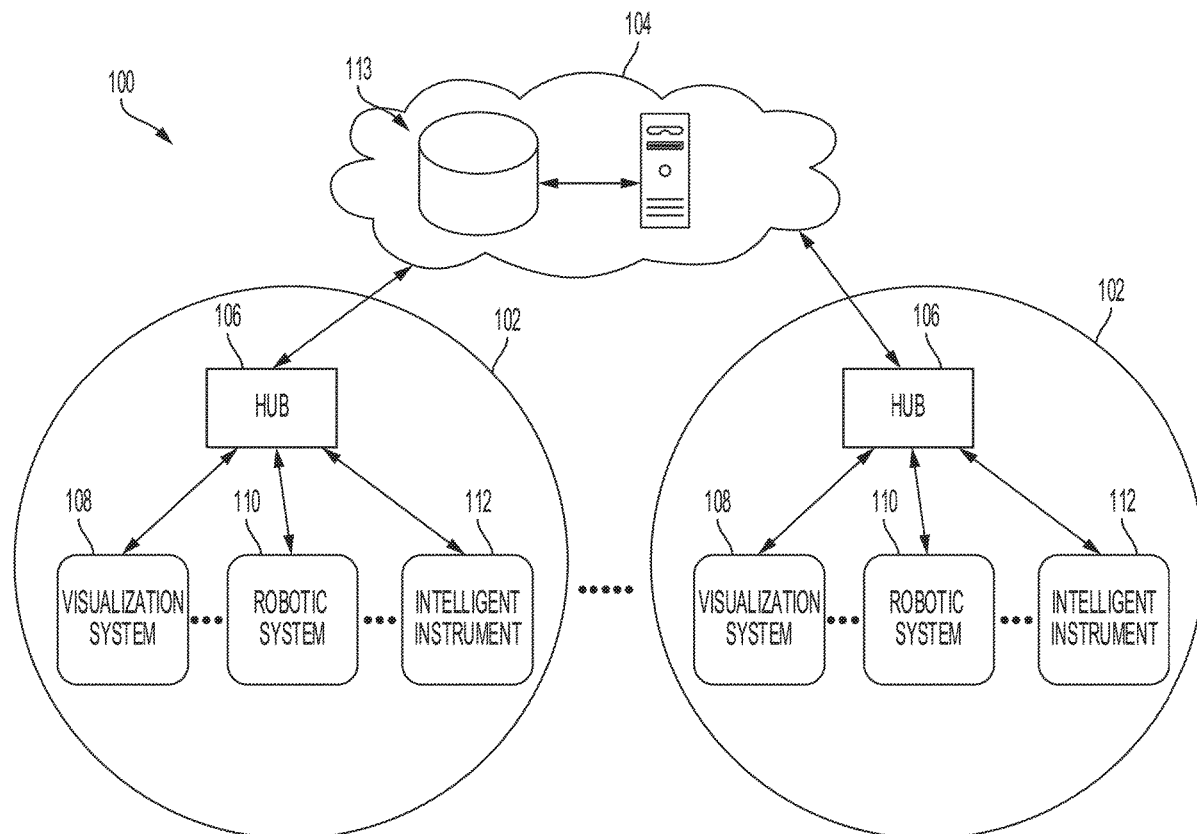 104
113
100
106
102
106
102
HUB
HUB
108
110
112
108
110
112
VISUALIZATION
SYSTEM
ROBOTIC
SYSTEM
INTELLIGENT
INSTRUMENT
VISUALIZATION
SYSTEM
ROBOTIC
SYSTEM
INTELLIGENT
INSTRUMENT